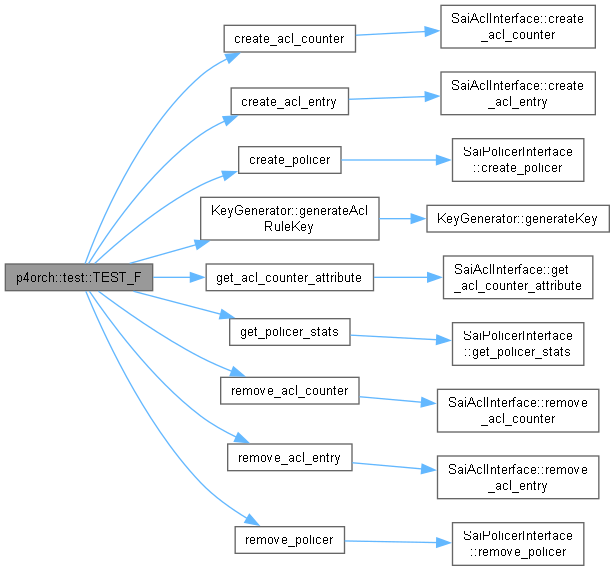 create_acl_counter
SaiAclInterface::create
_acl_counter
create_acl_entry
SaiAclInterface::create
_acl_entry
create_policer
SaiPolicerInterface
::create_policer
KeyGenerator::generateAcl
RuleKey
KeyGenerator::generateKey
p4orch::test::TEST_F
get_acl_counter_attribute
SaiAclInterface::get
_acl_counter_attribute
get_policer_stats
SaiPolicerInterface
::get_policer_stats
remove_acl_counter
SaiAclInterface::remove
_acl_counter
remove_acl_entry
SaiAclInterface::remove
_acl_entry
remove_policer
SaiPolicerInterface
::remove_policer